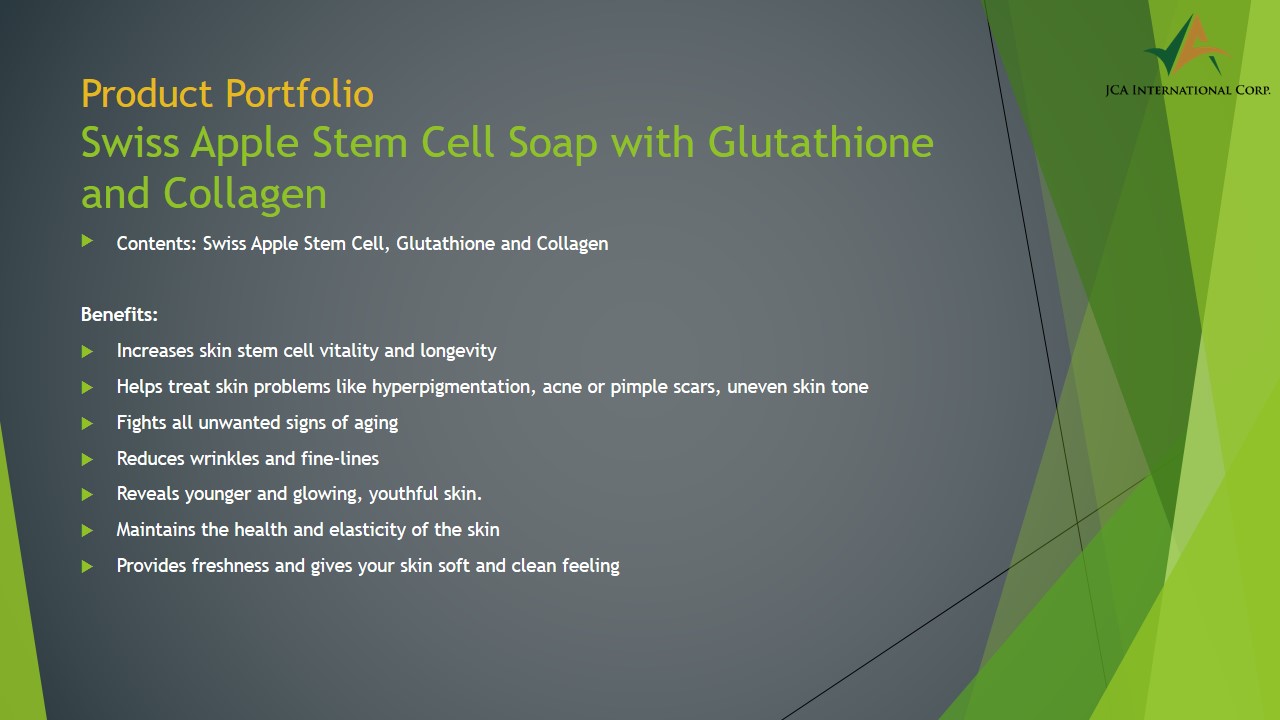 JCA International Corp.
Product Portfolio
Swiss Apple Stem Cell Soap with Glutathione
and Collagen
Contents: Swiss Apple Stem Cell, Glutathione and Collagen
Benefits:
Increases skin stem cell vitality and longevity
Helps treat skin problems like hyperpigmentation, acne or pimple scars, uneven skin tone
Fights all unwanted signs of aging
Reduces wrinkles and fine-lines
Reveals younger and glowing, youthful skin.
Maintains the health and elasticity of the skin
Provides freshness and gives your skin soft and clean feeling